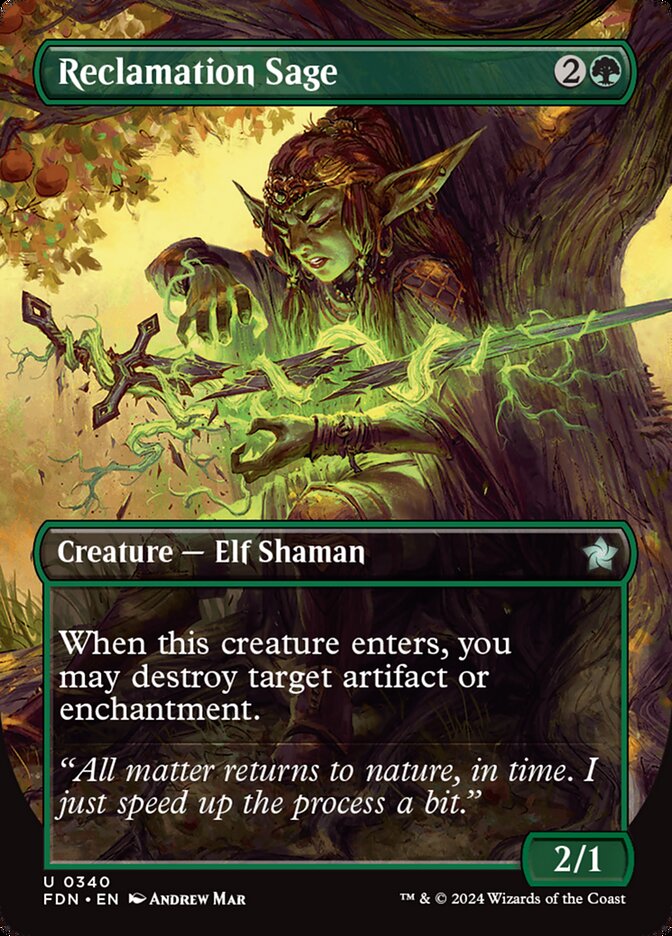 Reclamation Sage 2
Creature — Elf Shaman
When this creature enters, you
may destroy target artifact or
enchantment.
“All matter returns to nature, in time. I
just speed up the process a bit.”
2/1
U 0340
FDN • EN Andrew Mar
™ & © 2024 Wizards of the Coast